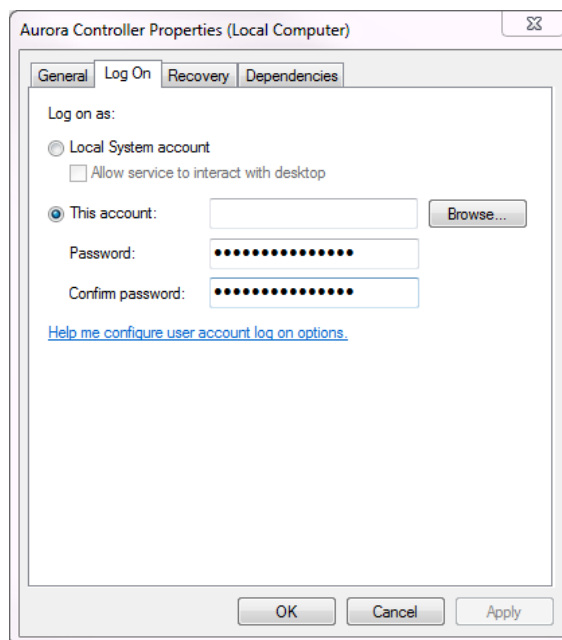 Aurora Controller Properties (Local Computer)
General Log On Recovery Dependencies
Log on as:
Local System account
Allow service to interact with desktop
This account: Browse...
Password: •••••••••••••••
Confirm password: •••••••••••••••
Help me configure user account log on options.
OK Cancel Apply